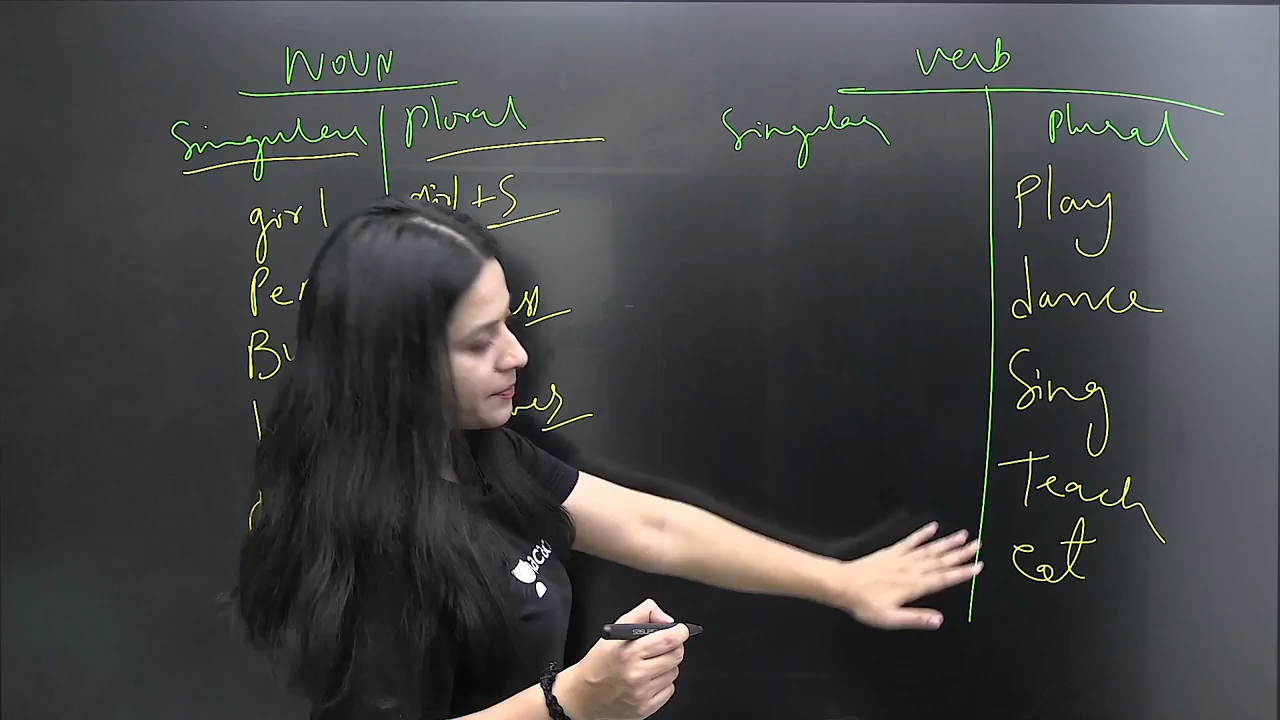 NOUN
Singular
Plural
girl
girl + S
Verb
Singular
Plural
Play
dance
Sing
Teach
eat